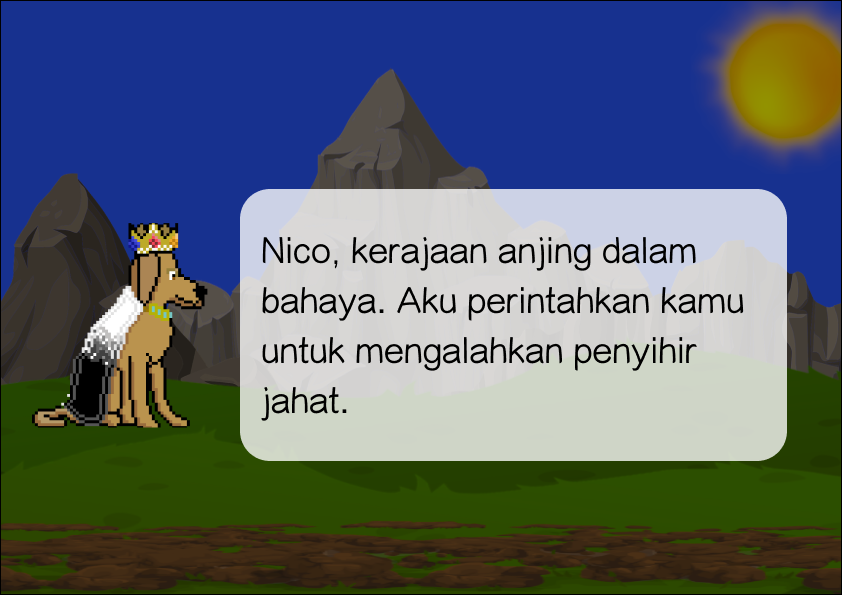 Nico, kerajaan anjing dalam
bahaya. Aku perintahkan kamu
untuk mengalahkan penyihir
jahat.